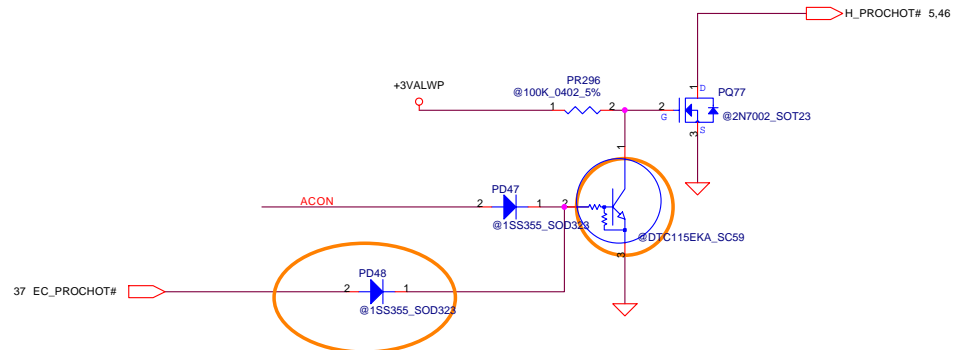 H_PROCHOT# 5,46
+3VALWP
PR296
@100K_0402_5%
1
2
2
G
1
D
PQ77
@2N7002_SOT23
S
3
1
ACON
2
PD47
1
2
@1SS355_SOD323
@DTC115EKA_SC59
3
37 EC_PROCHOT#
2
PD48
1
@1SS355_SOD323